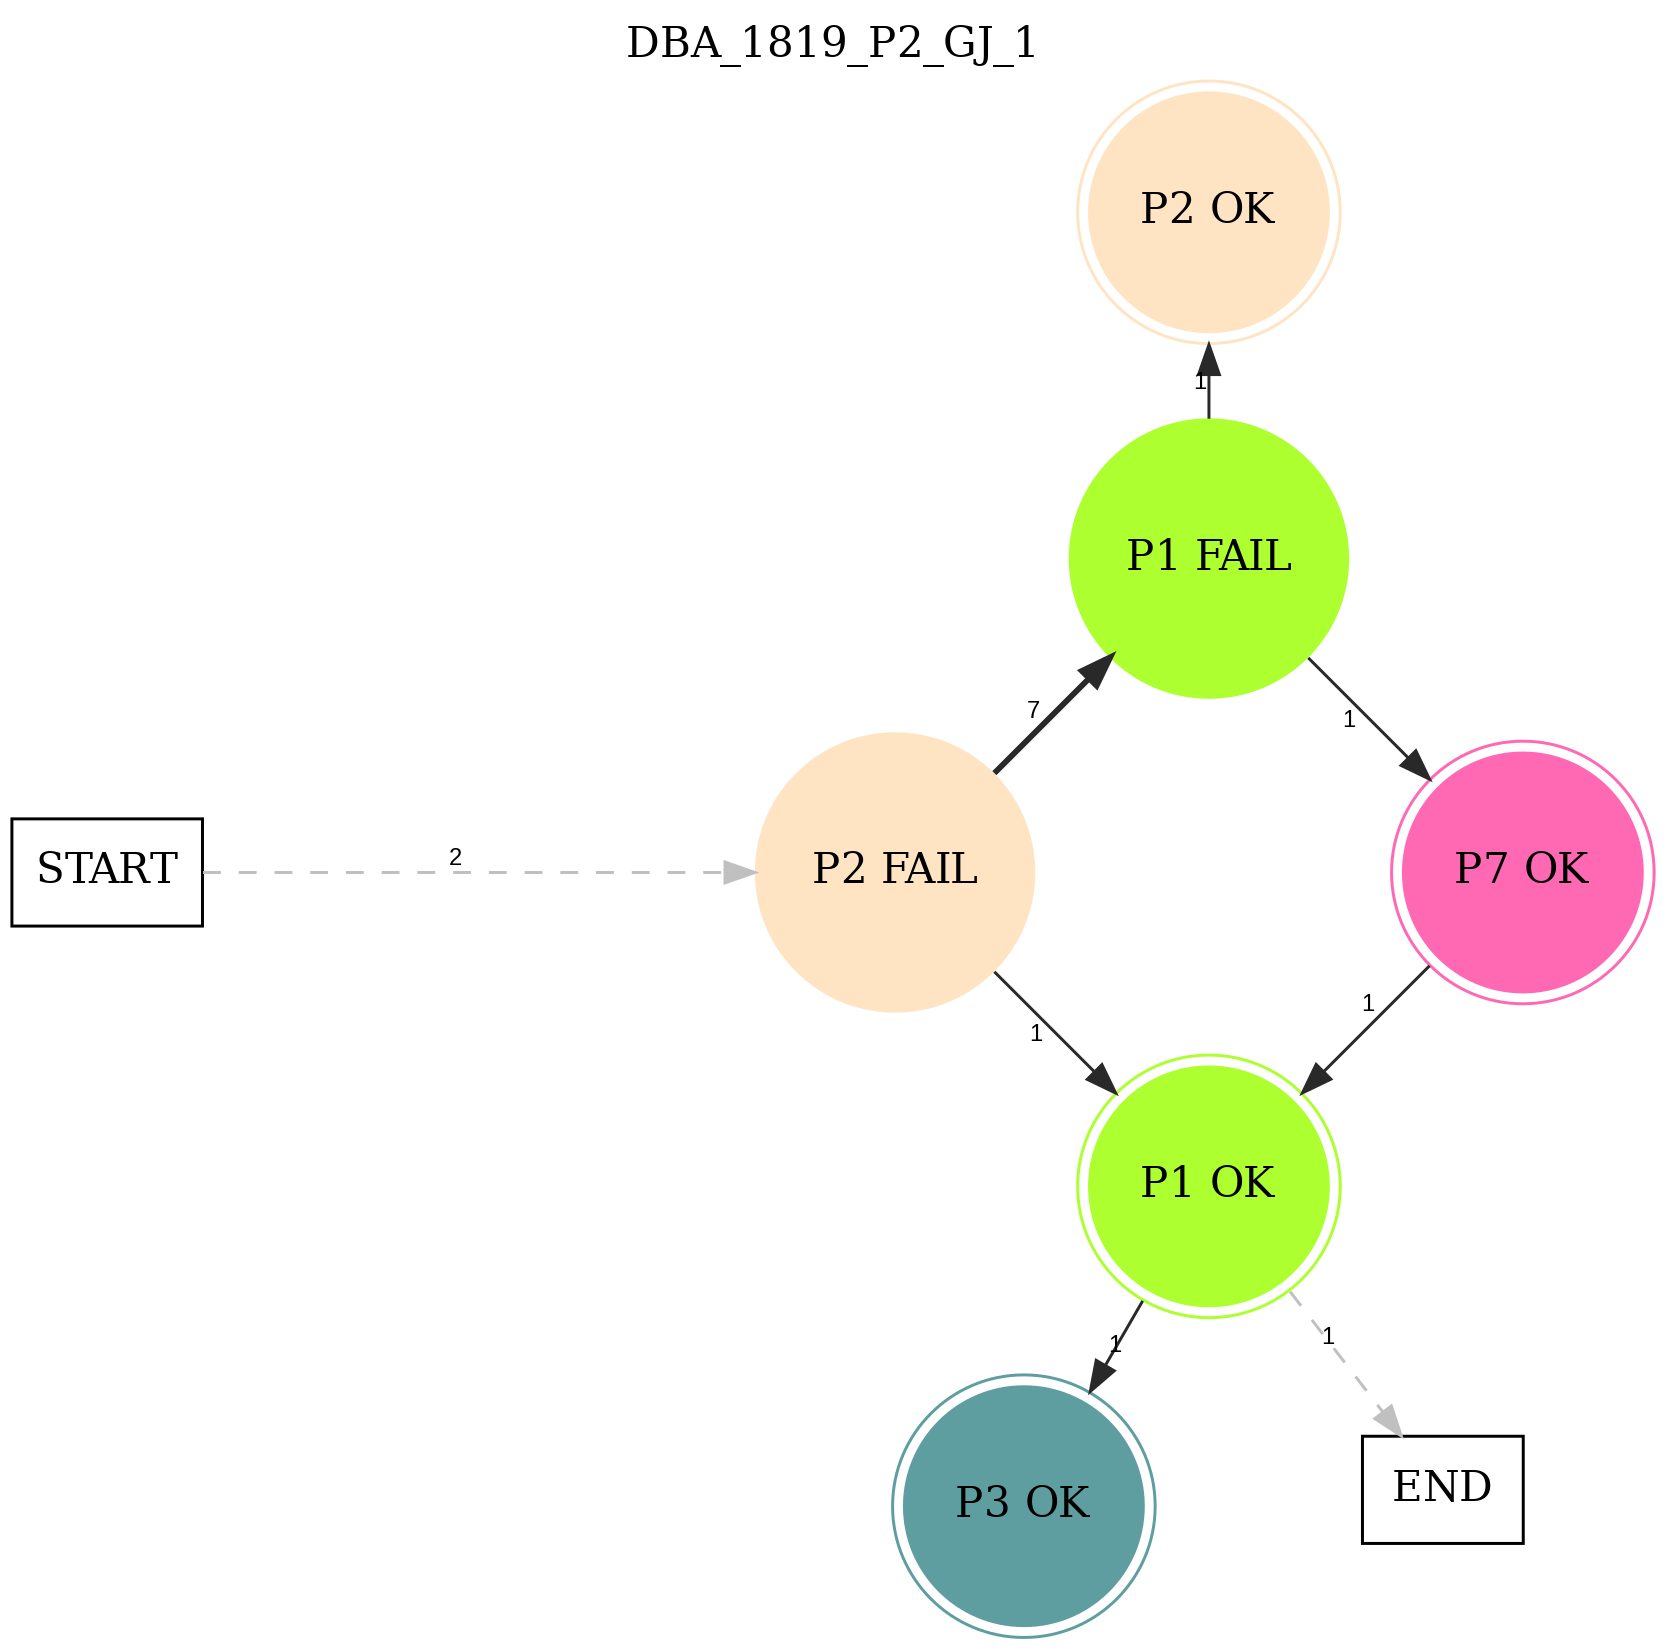 DBA_1819_P2_GJ_1
P2 OK
1
P1 FAIL
7
1
START
2
P2 FAIL
P7 OK
1
1
P1 OK
1
1
P3 OK
END